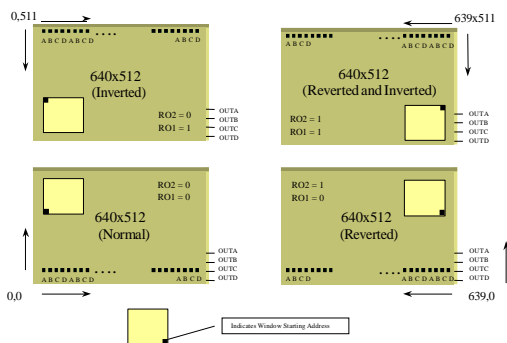 0,511
639x511
A B C D A B C D
A B C D
A B C D
A B C D A B C D
640x512
(Inverted)
RO2 = 0
RO1 = 1
OUTA
OUTB
OUTC
OUTD
640x512
(Reverted and Inverted)
RO2 = 1
RO1 = 1
OUTA
OUTB
OUTC
OUTD
RO2 = 0
RO1 = 0
640x512
(Normal)
OUTA
OUTB
OUTC
OUTD
A B C D A B C D
A B C D
0,0
RO2 = 1
RO1 = 0
640x512
(Reverted)
OUTA
OUTB
OUTC
OUTD
A B C D
A B C D A B C D
639,0
Indicates Window Starting Address